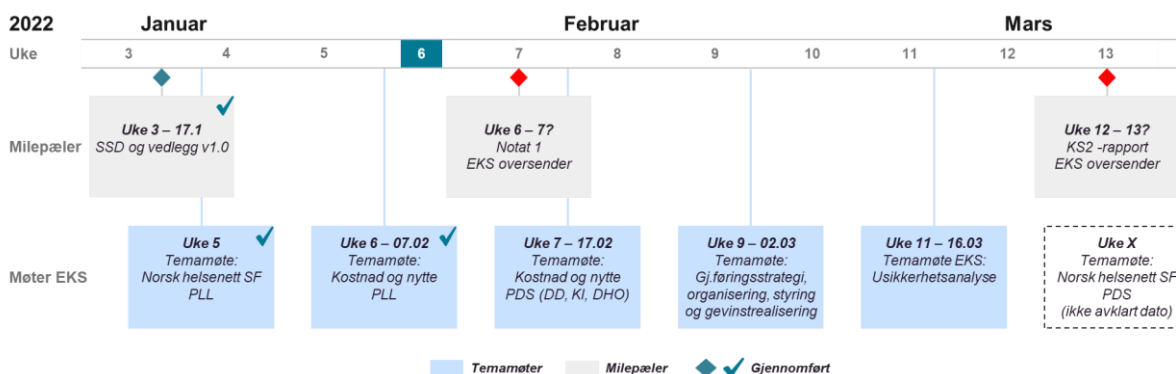 2022 Januar Februar Mars
Uke 3 4 5 6 7 8 9 10 11 12 13
Milepæler
Uke 3 – 17.1
SSD og vedlegg v1.0
Uke 6 – 7?
Notat 1
EKS oversender
Uke 12 – 13?
KS2 -rapport
EKS oversender
Møter EKS
Uke 5
Temamøte:
Norsk helsenett SF
PLL
Uke 6 – 07.02
Temamøte:
Kostnad og nytte
PLL
Uke 7 – 17.02
Temamøte:
Kostnad og nytte
PDS (DD, KI, DHO)
Uke 9 – 02.03
Temamøte:
Gj.føringsstrategi,
organisering, styring
og gevinstrealisering
Uke 11 – 16.03
Temamøte EKS:
Usikkerhetsanalyse
Uke X
Temamøte:
Norsk helsenett SF
PDS
(ikke avklart dato)
Temamøter Milepæler Gjennomført